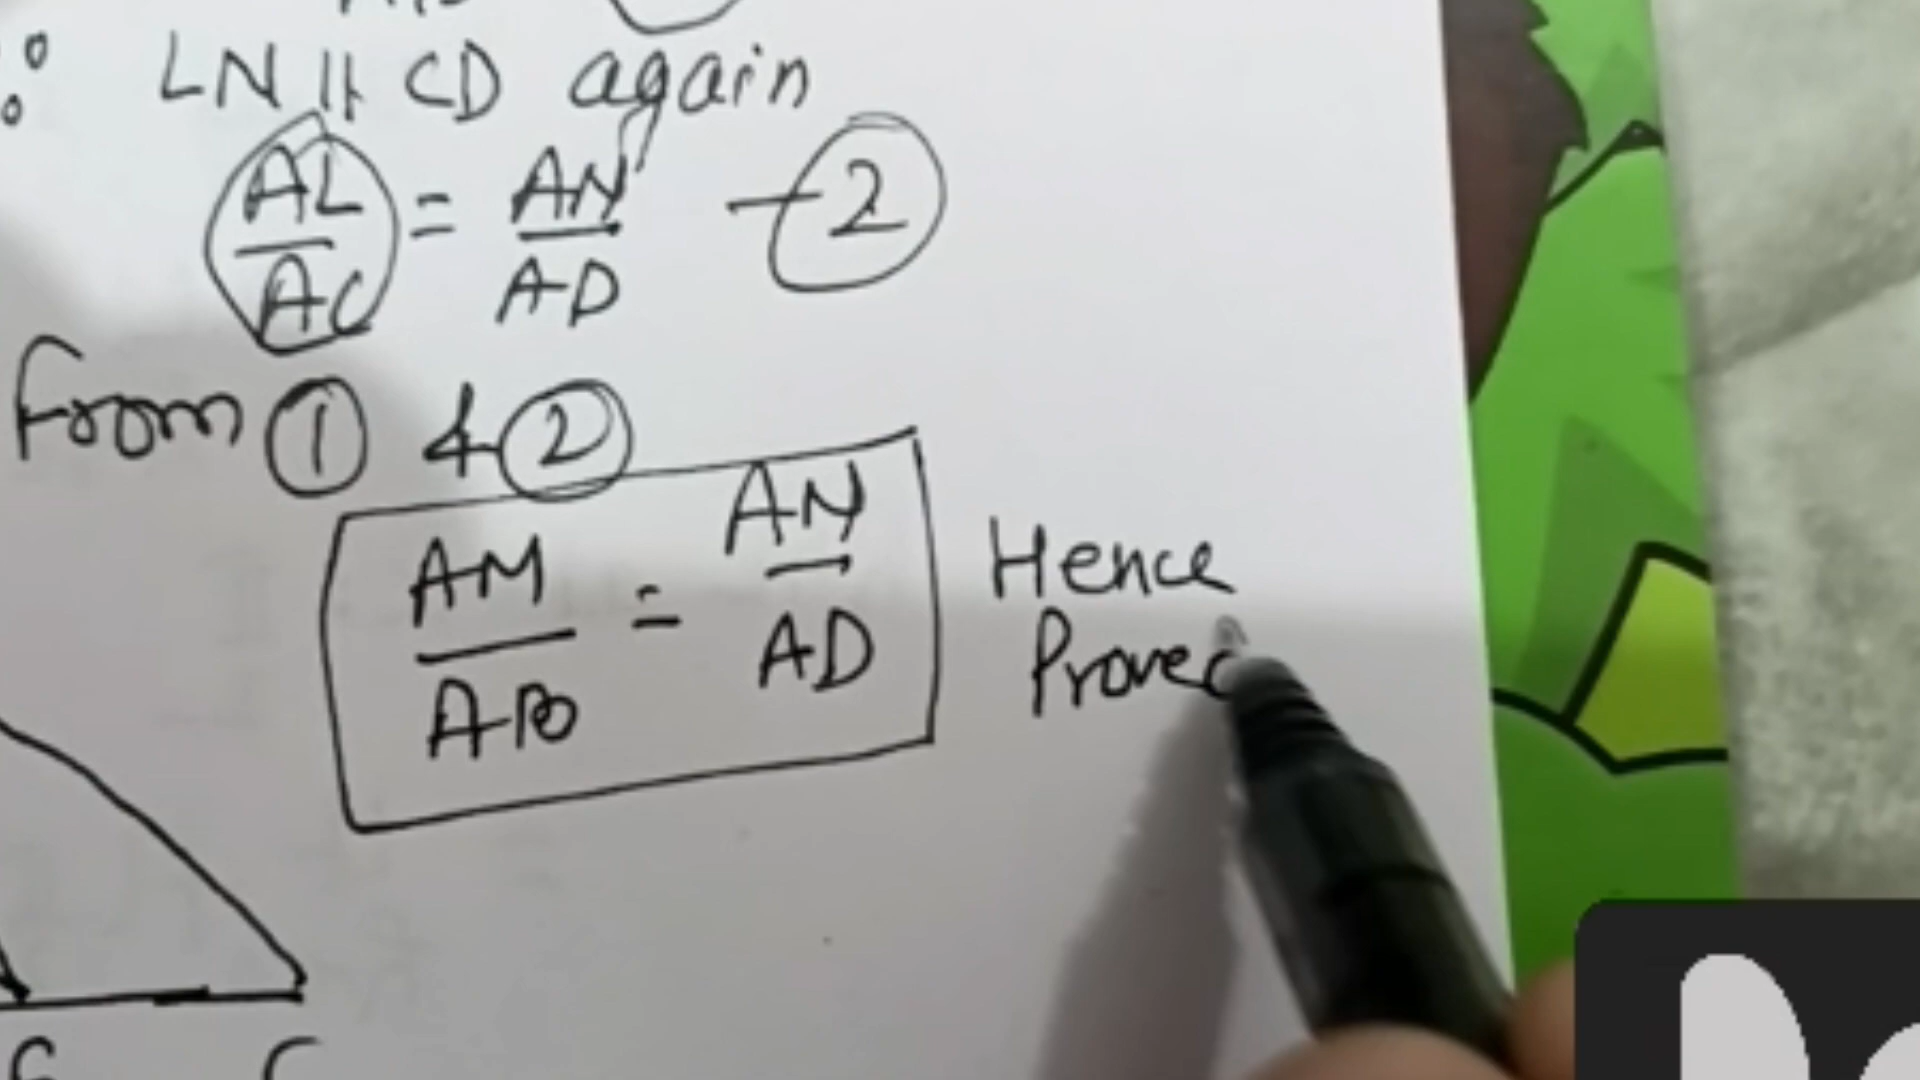 ∵ LN || CD again
AL/AC = AN/AD - 2
From 1 & 2
AM/AB = AN/AD
Hence
Proved
C